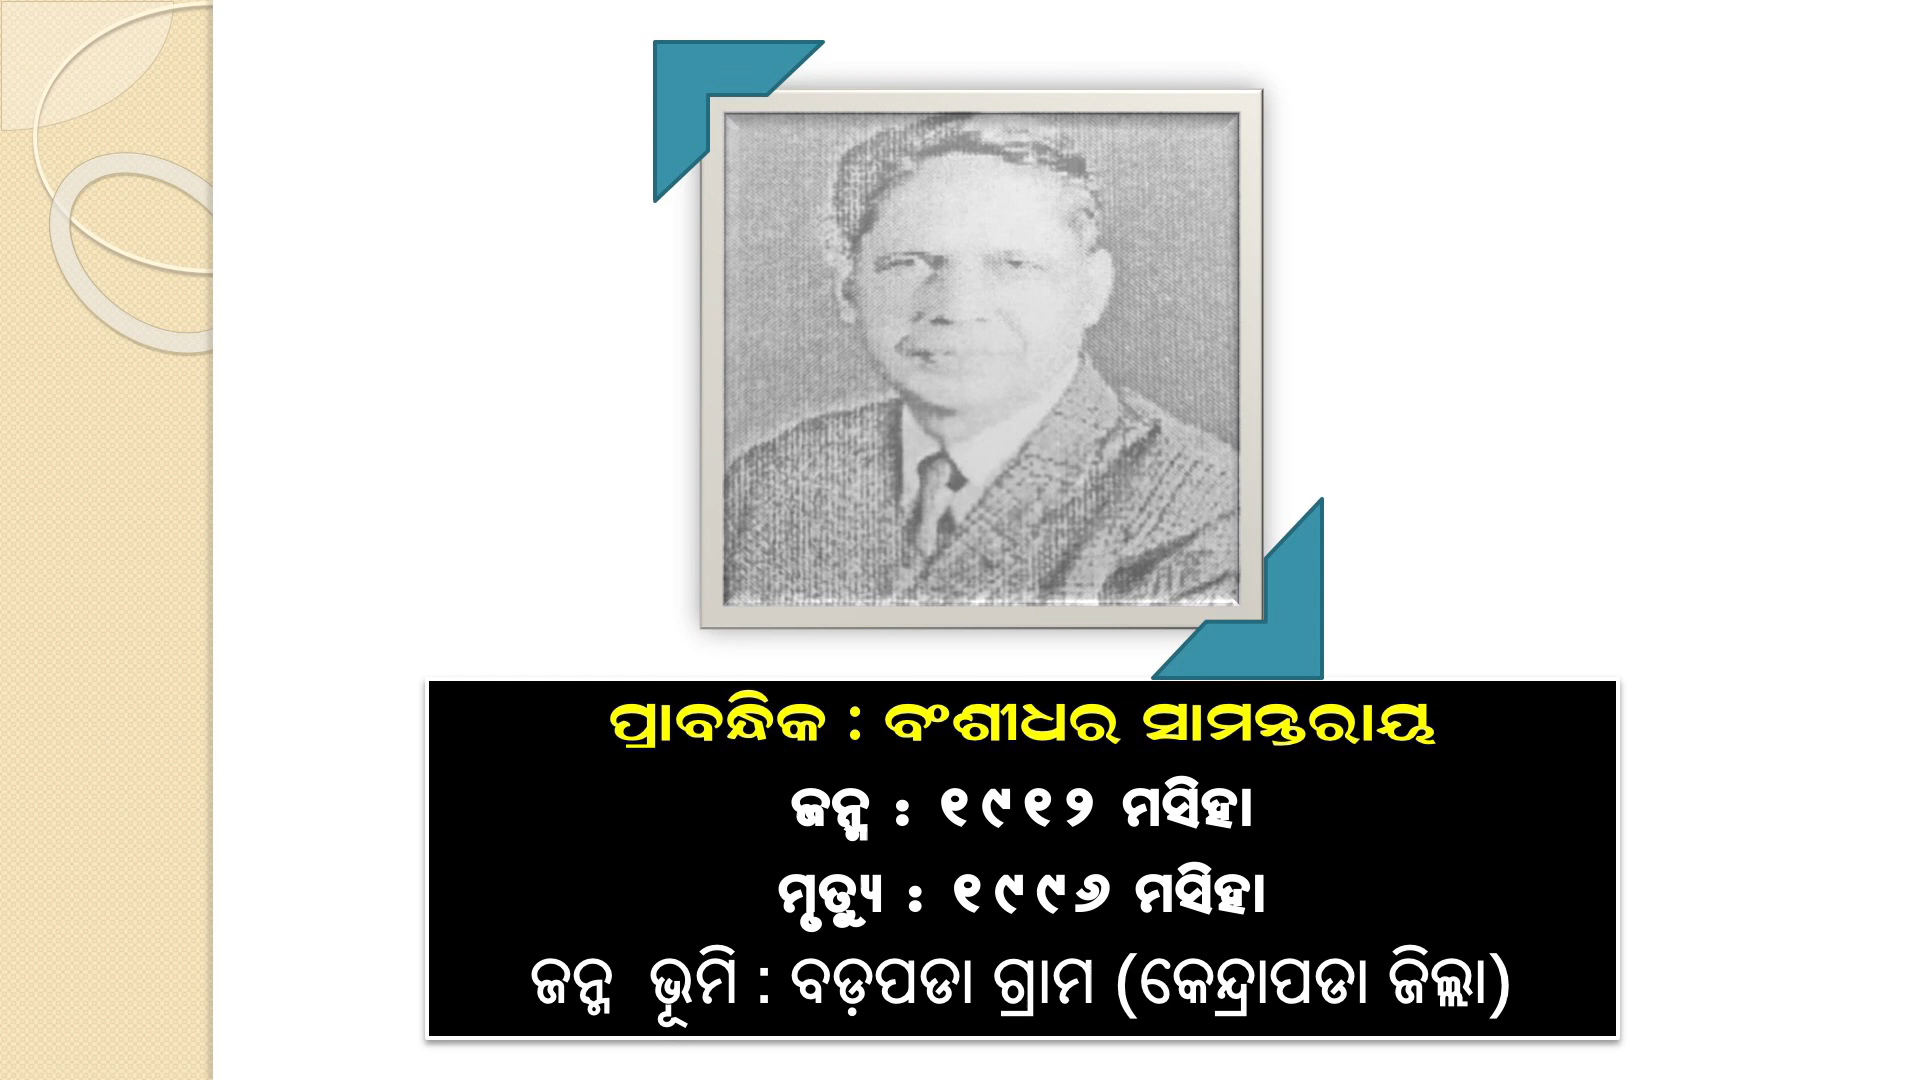 ପ୍ରାବନ୍ଧିକ : ବଂଶୀଧର ସାମନ୍ତରାୟ
ଜନ୍ମ : ୧୯୧୨ ମସିହା
ମୃତ୍ୟୁ : ୧୯୯୬ ମସିହା
ଜନ୍ମ ଭୂମି : ବଡ଼ପଡା ଗ୍ରାମ (କେନ୍ଦ୍ରାପଡା ଜିଲ୍ଲା)